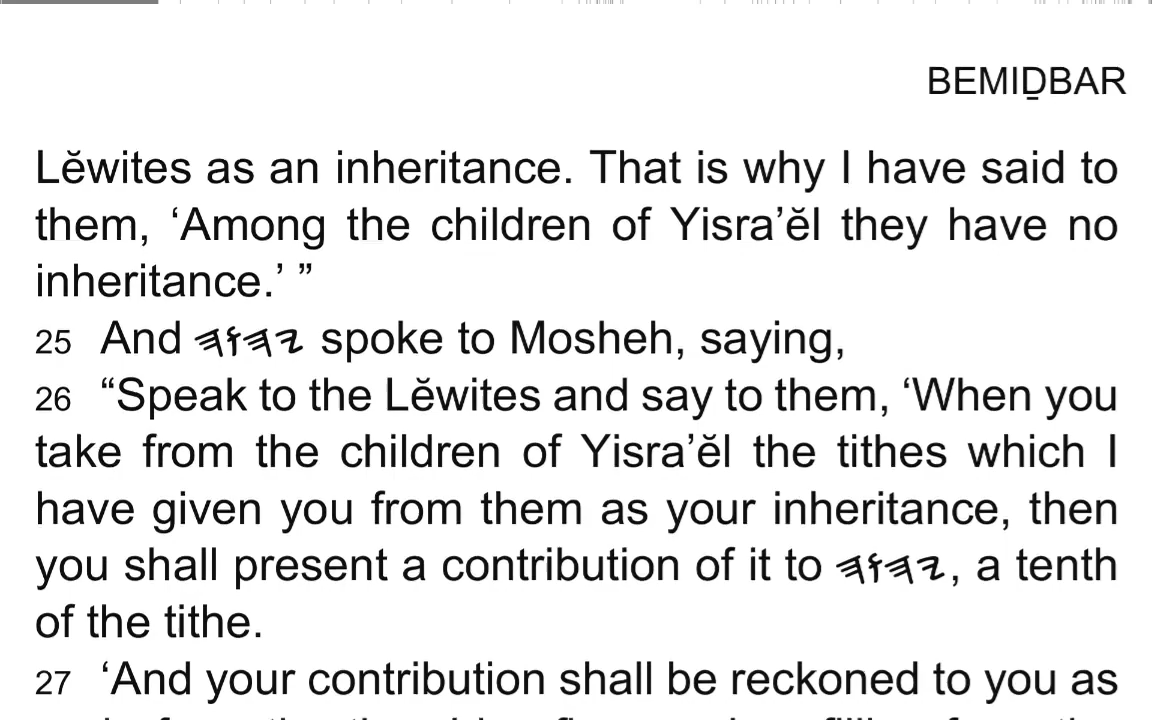 BEMIḎBAR
Lĕwites as an inheritance. That is why I have said to
them, ‘Among the children of Yisra’ĕl they have no
inheritance.’ ”
25 And 𐤉𐤄𐤅𐤄 spoke to Mosheh, saying,
26 “Speak to the Lĕwites and say to them, ‘When you
take from the children of Yisra’ĕl the tithes which I
have given you from them as your inheritance, then
you shall present a contribution of it to 𐤉𐤄𐤅𐤄, a tenth
of the tithe.
27 ‘And your contribution shall be reckoned to you as